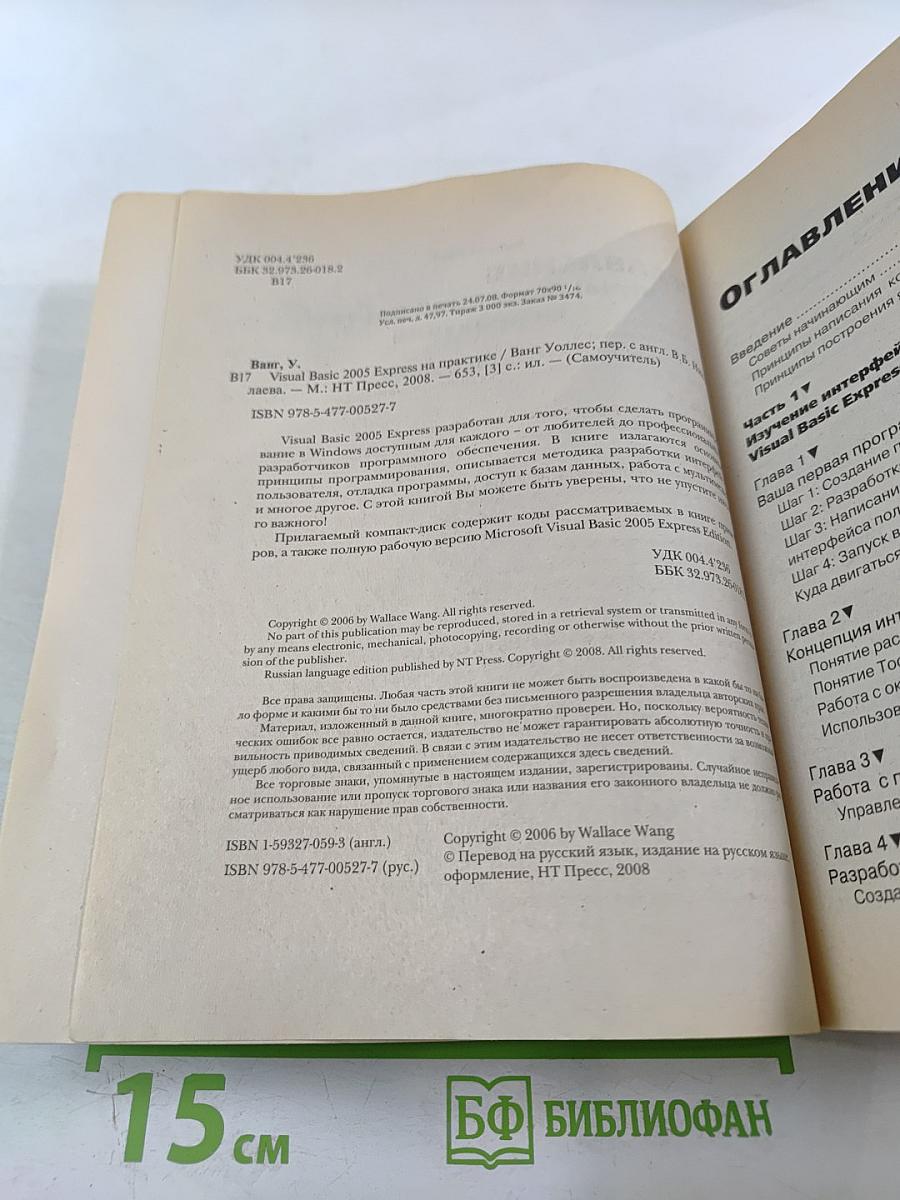 УДК 004.4'236
ББК 32.973.26-018.2
В17
Подписано в печать 24.07.08. Формат 70x90 1/16.
Усл. печ. л. 47,97. Тираж 3 000 экз. Заказ № 3474.
Ванг, У.
В17 Visual Basic 2005 Express на практике / Ванг Уоллес; пер. с англ. В.Б.
лаева. — М.: НТ Пресс, 2008. — 653, [3] с.: ил. — (Самоучитель)
ISBN 978-5-477-00527-7
Visual Basic 2005 Express разработан для того, чтобы сделать
вание в Windows доступным для каждого – от любителей до
разработчиков программного обеспечения. В книге излагаются
принципы программирования, описывается методика разработки
пользователя, отладка программы, доступ к базам данных, работа с
и многое другое. С этой книгой Вы можете быть уверены, что не упустите
го важного!
Прилагаемый компакт-диск содержит коды рассматриваемых в книге
ров, а также полную рабочую версию Microsoft Visual Basic 2005 Express Edition.
УДК 004.4'236
ББК 32.973.26-018
Copyright © 2006 by Wallace Wang. All rights reserved.
No part of this publication may be reproduced, stored in a retrieval system or transmitted in any form
by any means electronic, mechanical, photocopying, recording or otherwise without the prior written
sion of the publisher.
Russian language edition published by NT Press. Copyright © 2008. All rights reserved.
Все права защищены. Любая часть этой книги не может быть воспроизведена в какой бы то ни
ло форме и какими бы то ни было средствами без письменного разрешения владельца авторских
Материал, изложенный в данной книге, многократно проверен. Но, поскольку вероятность
ческих ошибок все равно остается, издательство не может гарантировать абсолютную точность и
вильность приводимых сведений. В связи с этим издательство не несет ответственности за
ущерб любого вида, связанный с применением содержащихся здесь сведений.
Все торговые знаки, упомянутые в настоящем издании, зарегистрированы. Случайное
ное использование или пропуск торгового знака или названия его законного владельца не должно
сматриваться как нарушение прав собственности.
ISBN 1-59327-059-3 (англ.)
ISBN 978-5-477-00527-7 (рус.)
Copyright © 2006 by Wallace Wang
© Перевод на русский язык, издание на русском языке,
оформление, НТ Пресс, 2008
ОГЛАВЛЕНИ
Введение
Советы начинающим
Принципы написания
Принципы построения
Часть 1▼
Изучение интерфей
Visual Basic Express
Глава 1▼
Ваша первая програ
Шаг 1: Создание
Шаг 2: Разработк
Шаг 3: Написани
интерфейса пол
Шаг 4: Запуск в
Куда двигаться
Глава 2▼
Концепция инт
Понятие рас
Понятие Too
Работа с ок
Использов
Глава 3▼
Работа с п
Управле
Глава 4▼
Разрабо
Созда
15 см
БФ БИБЛИОФАН